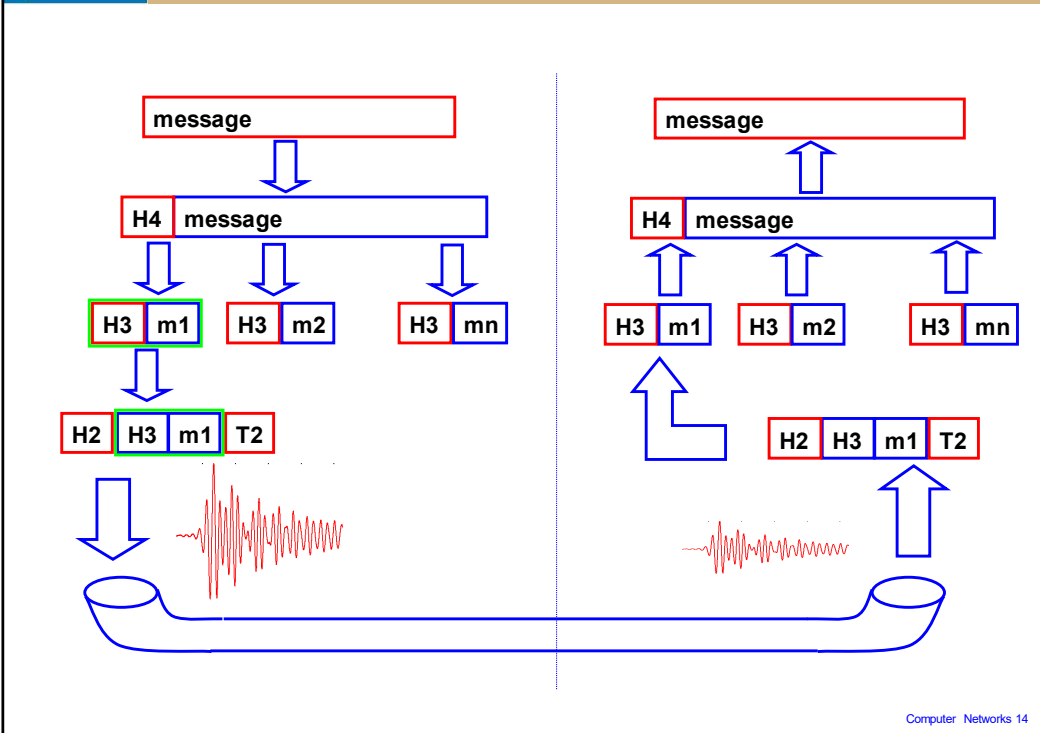 message
H4 message
H3 m1 H3 m2 H3 mn
H2 H3 m1 T2
message
H4 message
H3 m1 H3 m2 H3 mn
H2 H3 m1 T2
Computer Networks 14